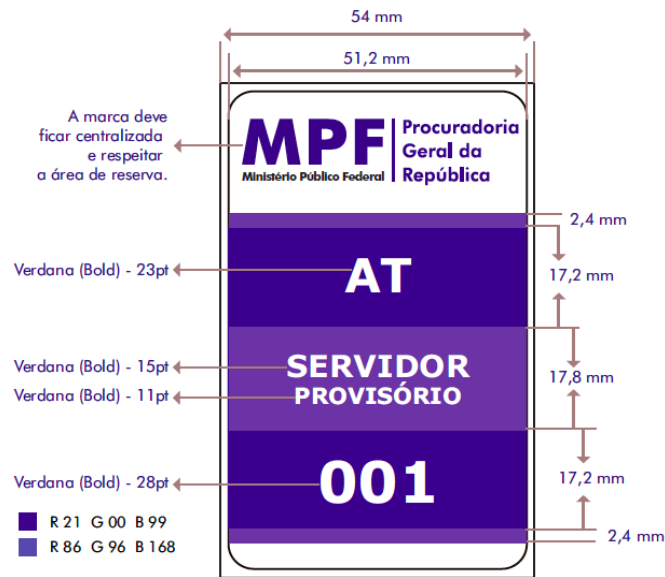 54 mm
51,2 mm
A marca deve
ficar centralizada
e respeitar
a área de reserva.
MPF
Ministério Público Federal
Procuradoria
Geral da
República
2,4 mm
Verdana (Bold) - 23pt
AT
17,2 mm
Verdana (Bold) - 15pt
SERVIDOR
17,8 mm
Verdana (Bold) - 11pt
PROVISÓRIO
Verdana (Bold) - 28pt
001
17,2 mm
R 21 G 00 B 99
2,4 mm
R 86 G 96 B 168